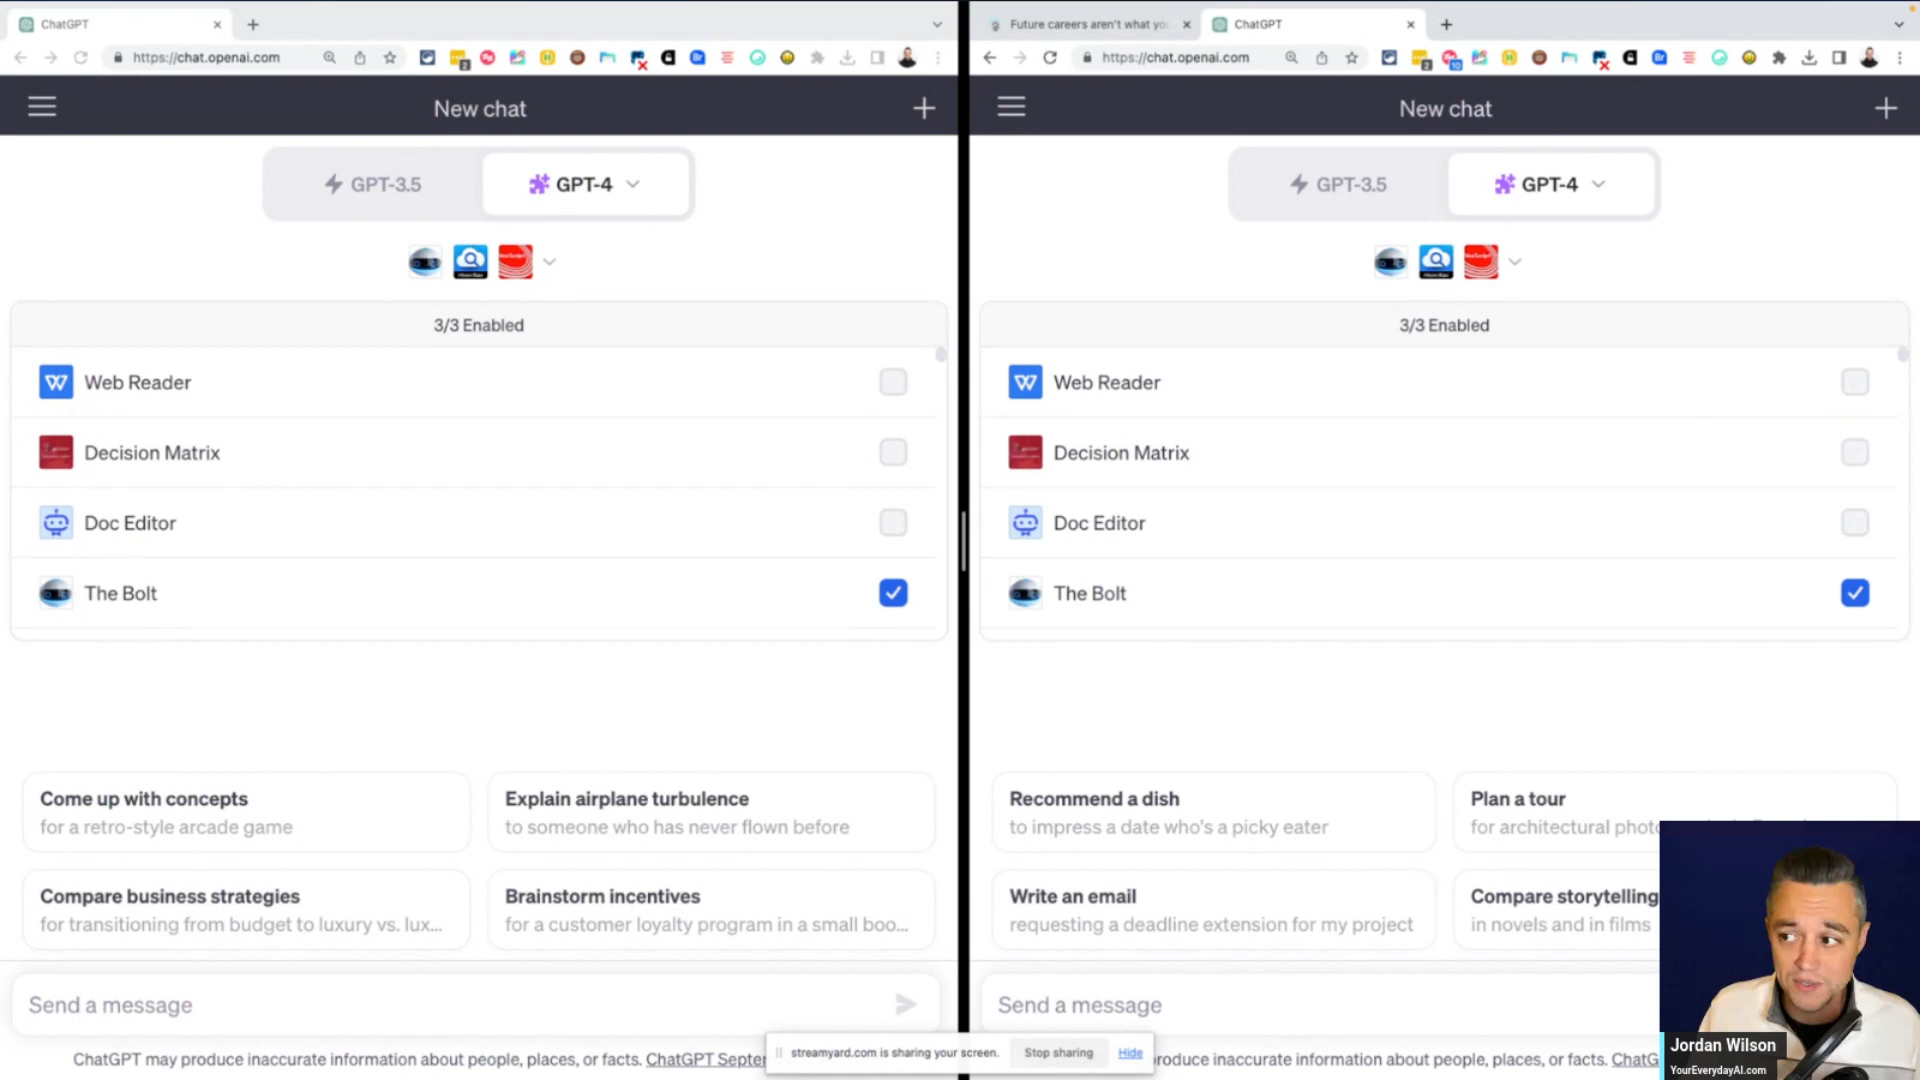 ChatGPT
https://chat.openai.com
New chat
GPT-3.5
GPT-4
3/3 Enabled
Web Reader
Decision Matrix
Doc Editor
The Bolt
Come up with concepts
for a retro-style arcade game
Explain airplane turbulence
to someone who has never flown before
Compare business strategies
for transitioning from budget to luxury vs. lux...
Brainstorm incentives
for a customer loyalty program in a small boo...
Send a message
ChatGPT may produce inaccurate information about people, places, or facts. ChatGPT Septe
Future careers aren't what yo
ChatGPT
https://chat.openai.com
New chat
GPT-3.5
GPT-4
3/3 Enabled
Web Reader
Decision Matrix
Doc Editor
The Bolt
Recommend a dish
to impress a date who's a picky eater
Plan a tour
for architectural phot
Write an email
requesting a deadline extension for my project
Compare storytelling
in novels and in films
Send a message
roduce inaccurate information about people, places, or facts. ChatG
streamyard.com is sharing your screen.
Stop sharing
Hide
Jordan Wilson
YourEverydayAI.com